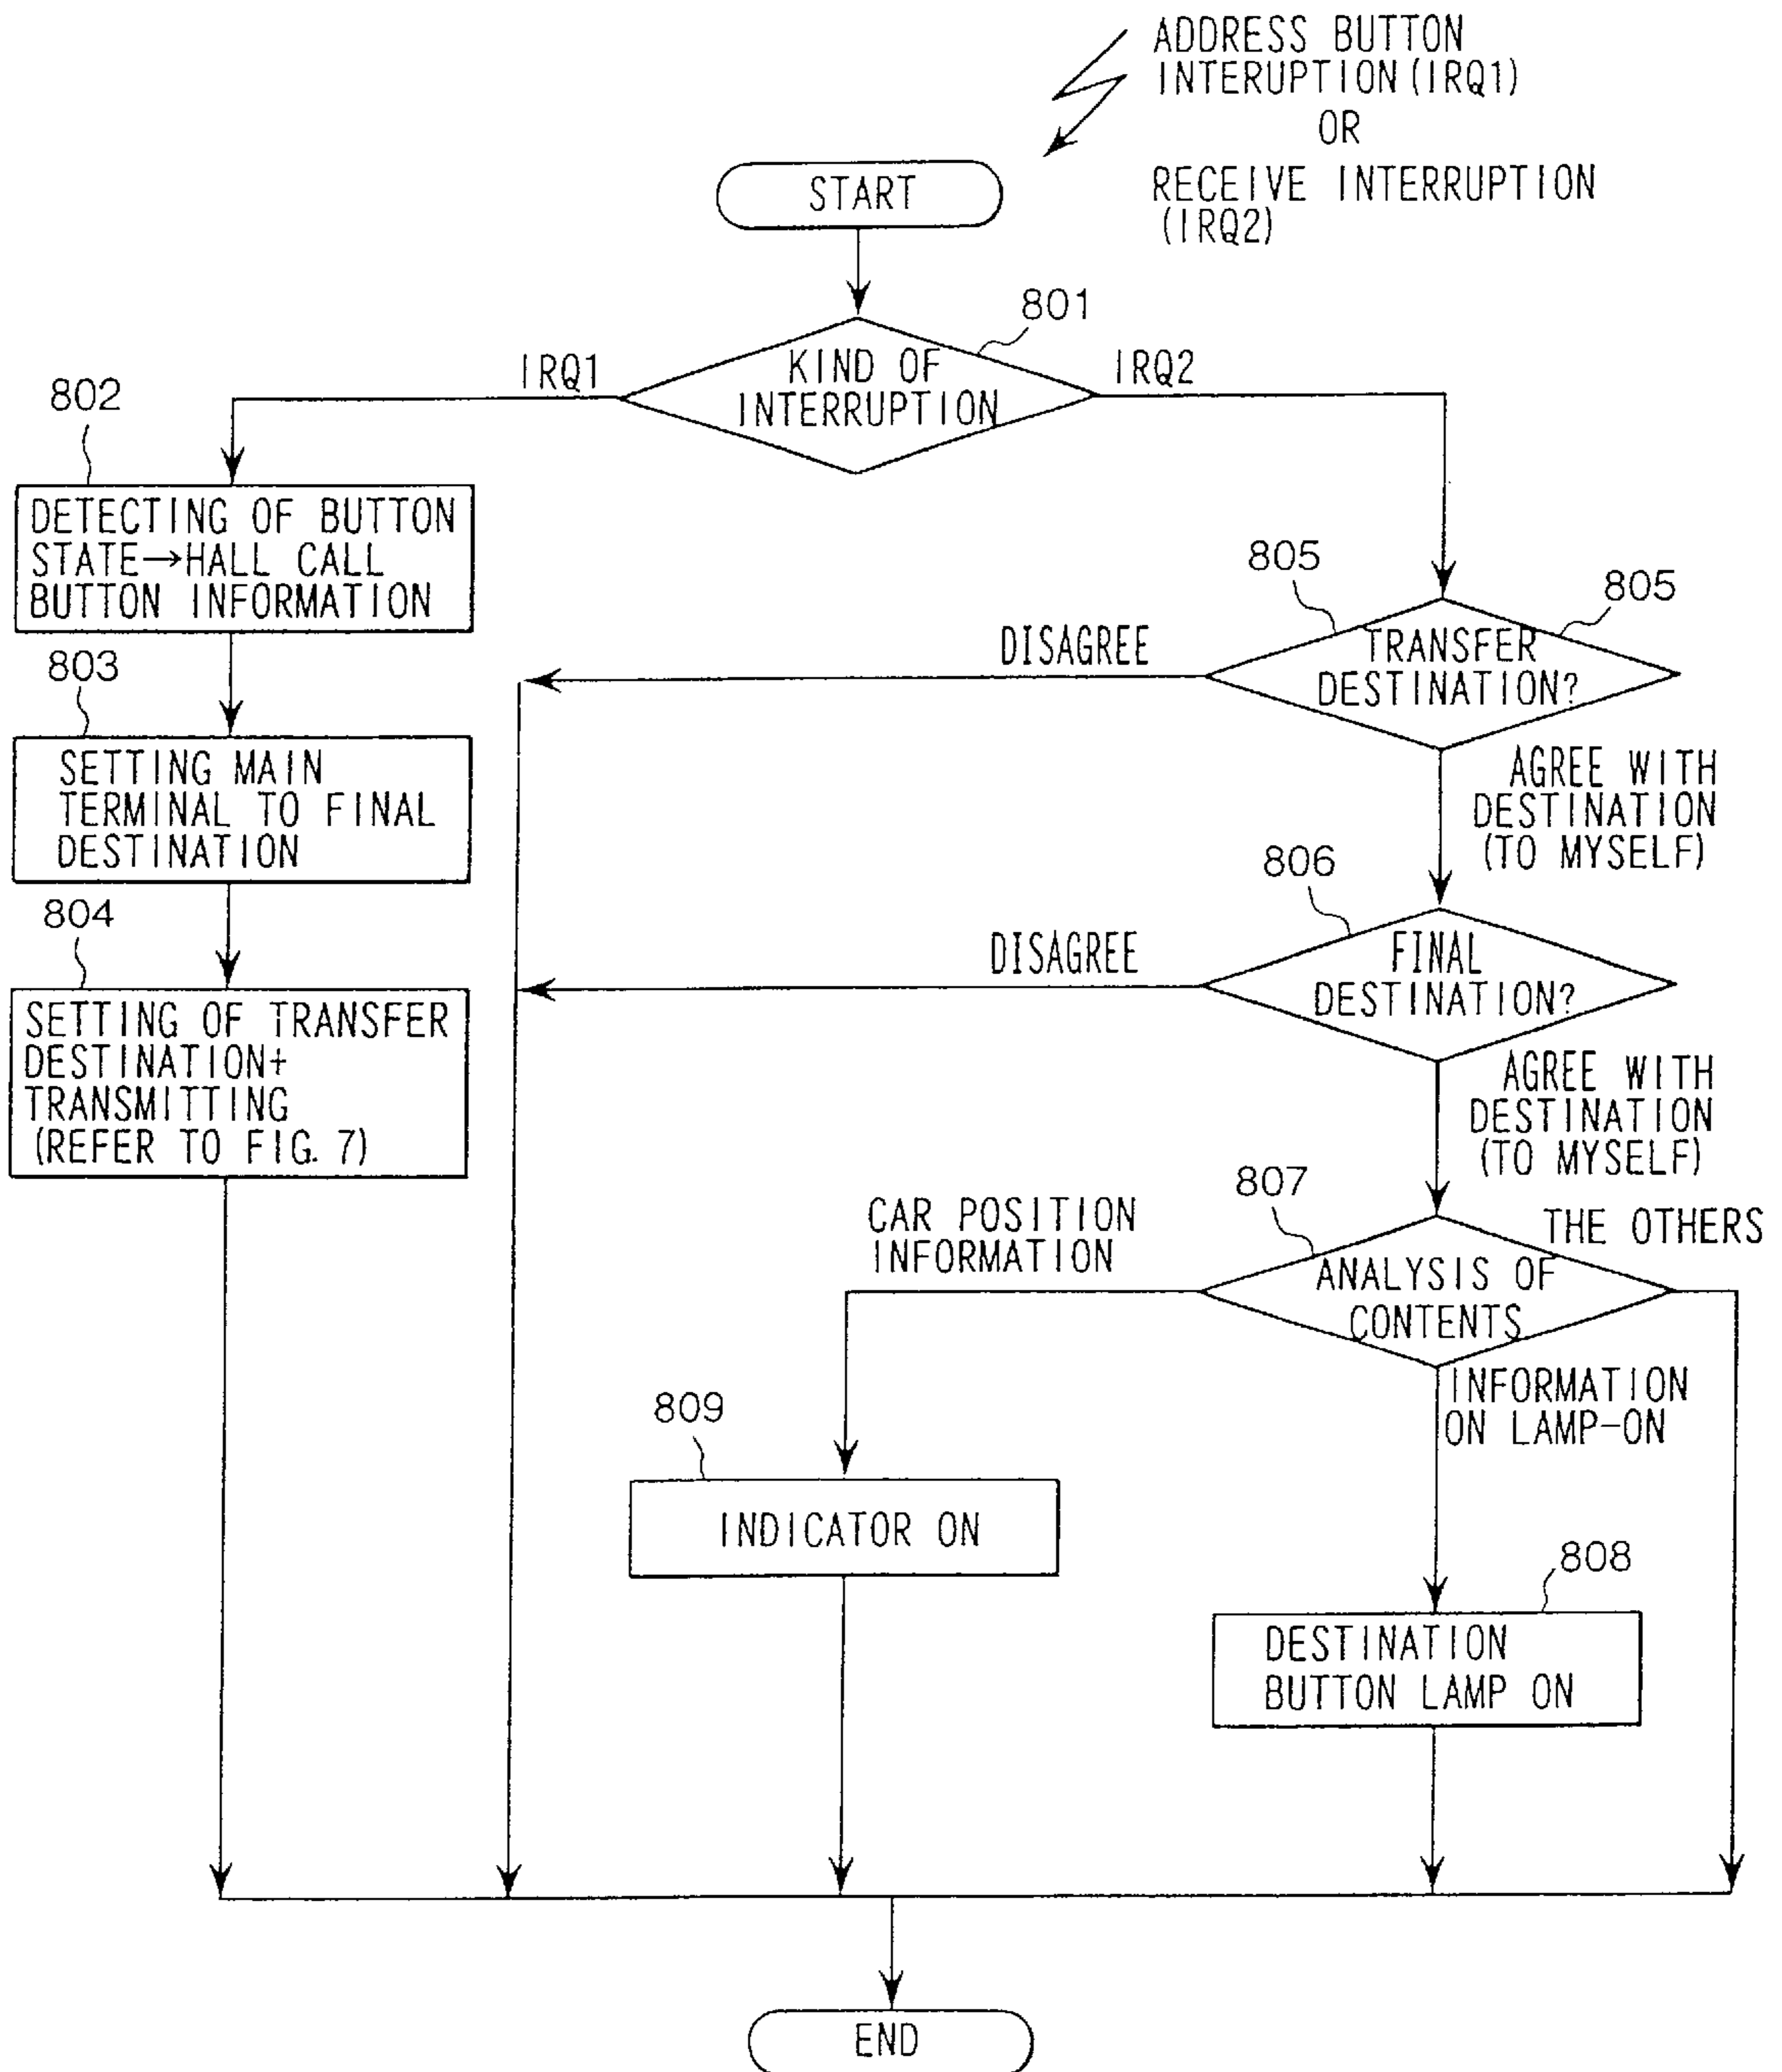 ADDRESS BUTTON
INTERUPTION (IRQ1)
OR
RECEIVE INTERRUPTION
(IRQ2)
START
801
KIND OF
INTERRUPTION
IRQ1
IRQ2
802
DETECTING OF BUTTON
STATE→HALL CALL
BUTTON INFORMATION
803
SETTING MAIN
TERMINAL TO FINAL
DESTINATION
804
SETTING OF TRANSFER
DESTINATION+
TRANSMITTING
(REFER TO FIG. 7)
805
805
TRANSFER
DESTINATION?
DISAGREE
AGREE WITH
DESTINATION
(TO MYSELF)
806
FINAL
DESTINATION?
DISAGREE
AGREE WITH
DESTINATION
(TO MYSELF)
807
ANALYSIS OF
CONTENTS
CAR POSITION
INFORMATION
THE OTHERS
INFORMATION
ON LAMP-ON
809
INDICATOR ON
808
DESTINATION
BUTTON LAMP ON
END